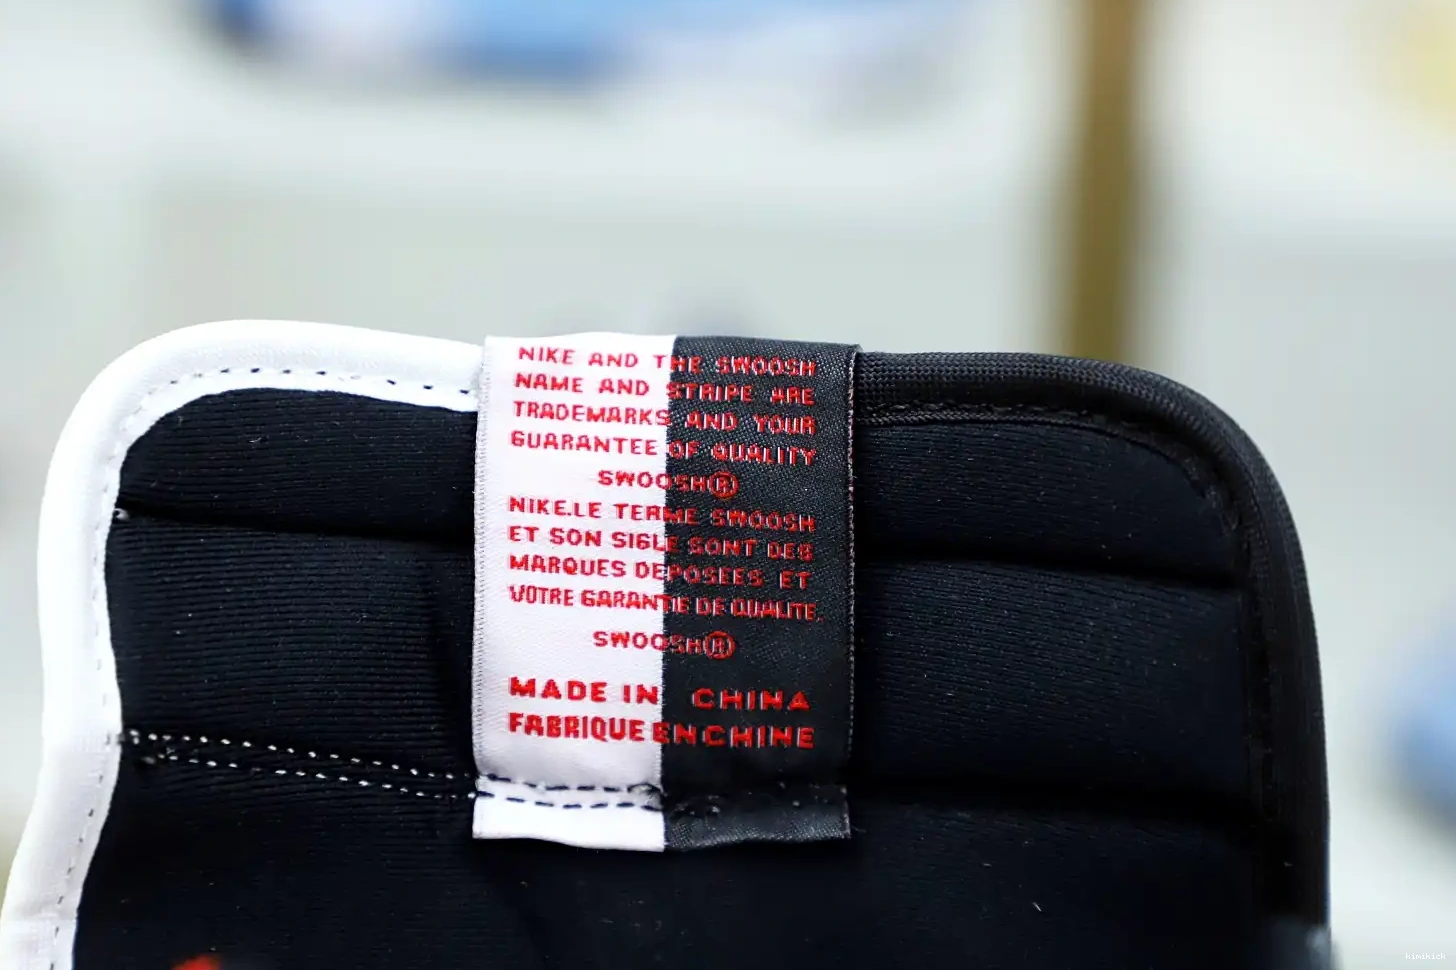 NIKE AND THE SWOOSH
NAME AND STRIPE ARE
TRADEMARKS AND YOUR
GUARANTEE OF QUALITY
SWOOSH®
NIKE.LE TERME SWOOSH
ET SON SIGLE SONT DES
MARQUES DEPOSEES ET
VOTRE GARANTIE DE QUALITE.
SWOOSH®
MADE IN CHINA
FABRIQUE EN CHINE
kimikick